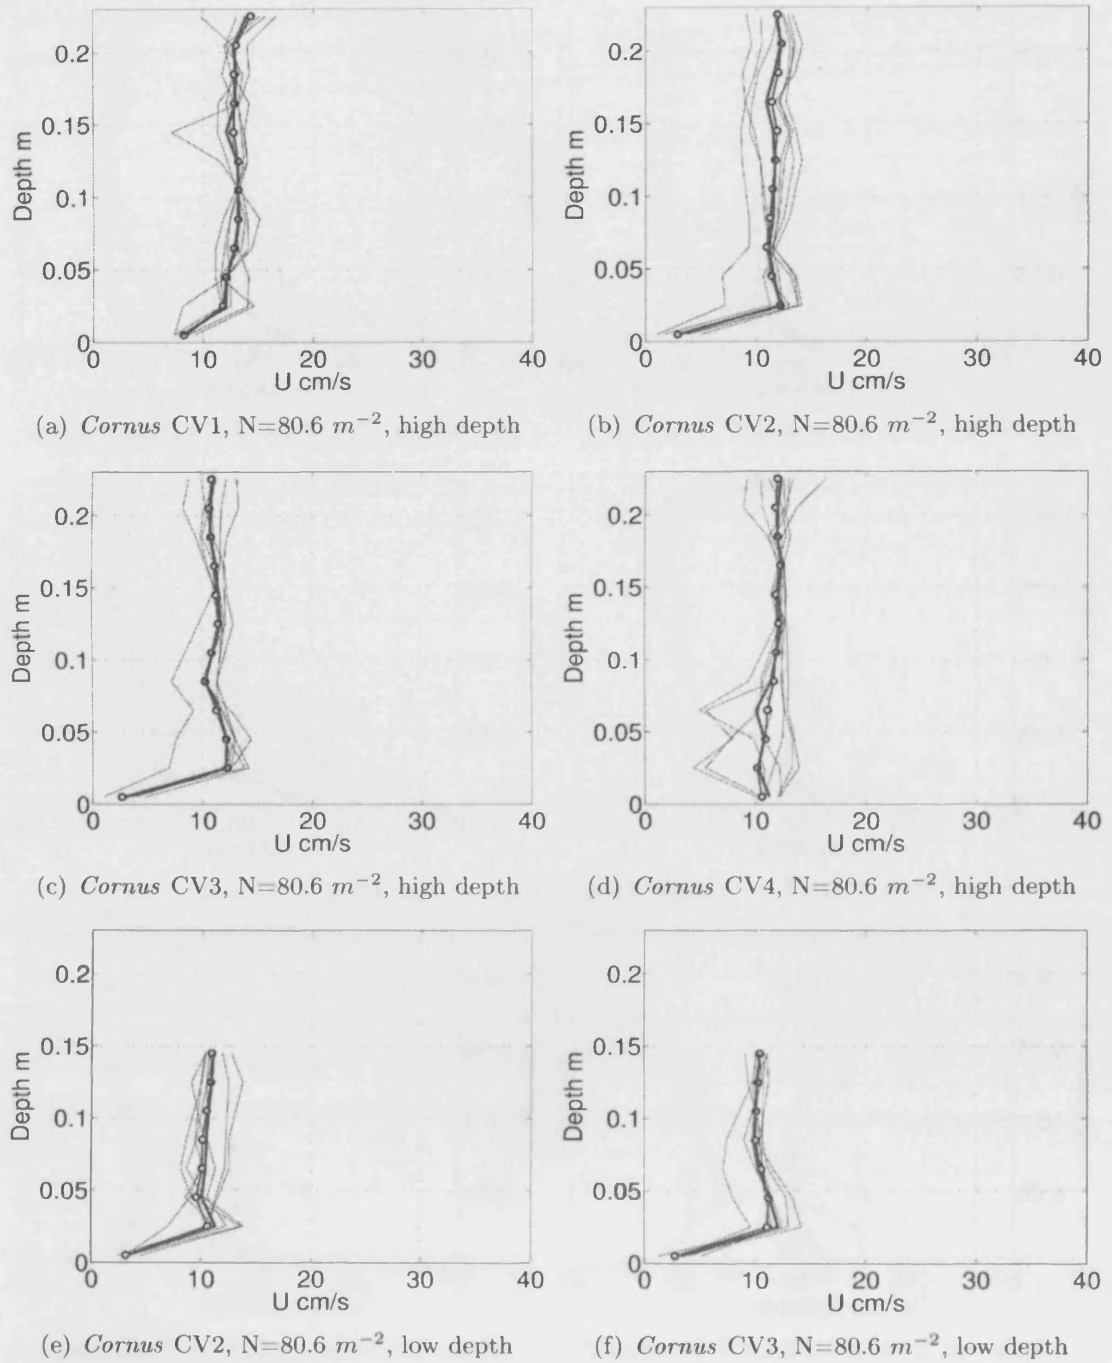 0.2
0.15
0.1
0.05
0
Depth m
0 10 20 30 40
U cm/s
(a) Cornus CV1, N=80.6 m⁻², high depth
0.2
0.15
0.1
0.05
0
Depth m
0 10 20 30 40
U cm/s
(b) Cornus CV2, N=80.6 m⁻², high depth
0.2
0.15
0.1
0.05
0
Depth m
0 10 20 30 40
U cm/s
(c) Cornus CV3, N=80.6 m⁻², high depth
0.2
0.15
0.1
0.05
0
Depth m
0 10 20 30 40
U cm/s
(d) Cornus CV4, N=80.6 m⁻², high depth
0.2
0.15
0.1
0.05
0
Depth m
0 10 20 30 40
U cm/s
(e) Cornus CV2, N=80.6 m⁻², low depth
0.2
0.15
0.1
0.05
0
Depth m
0 10 20 30 40
U cm/s
(f) Cornus CV3, N=80.6 m⁻², low depth